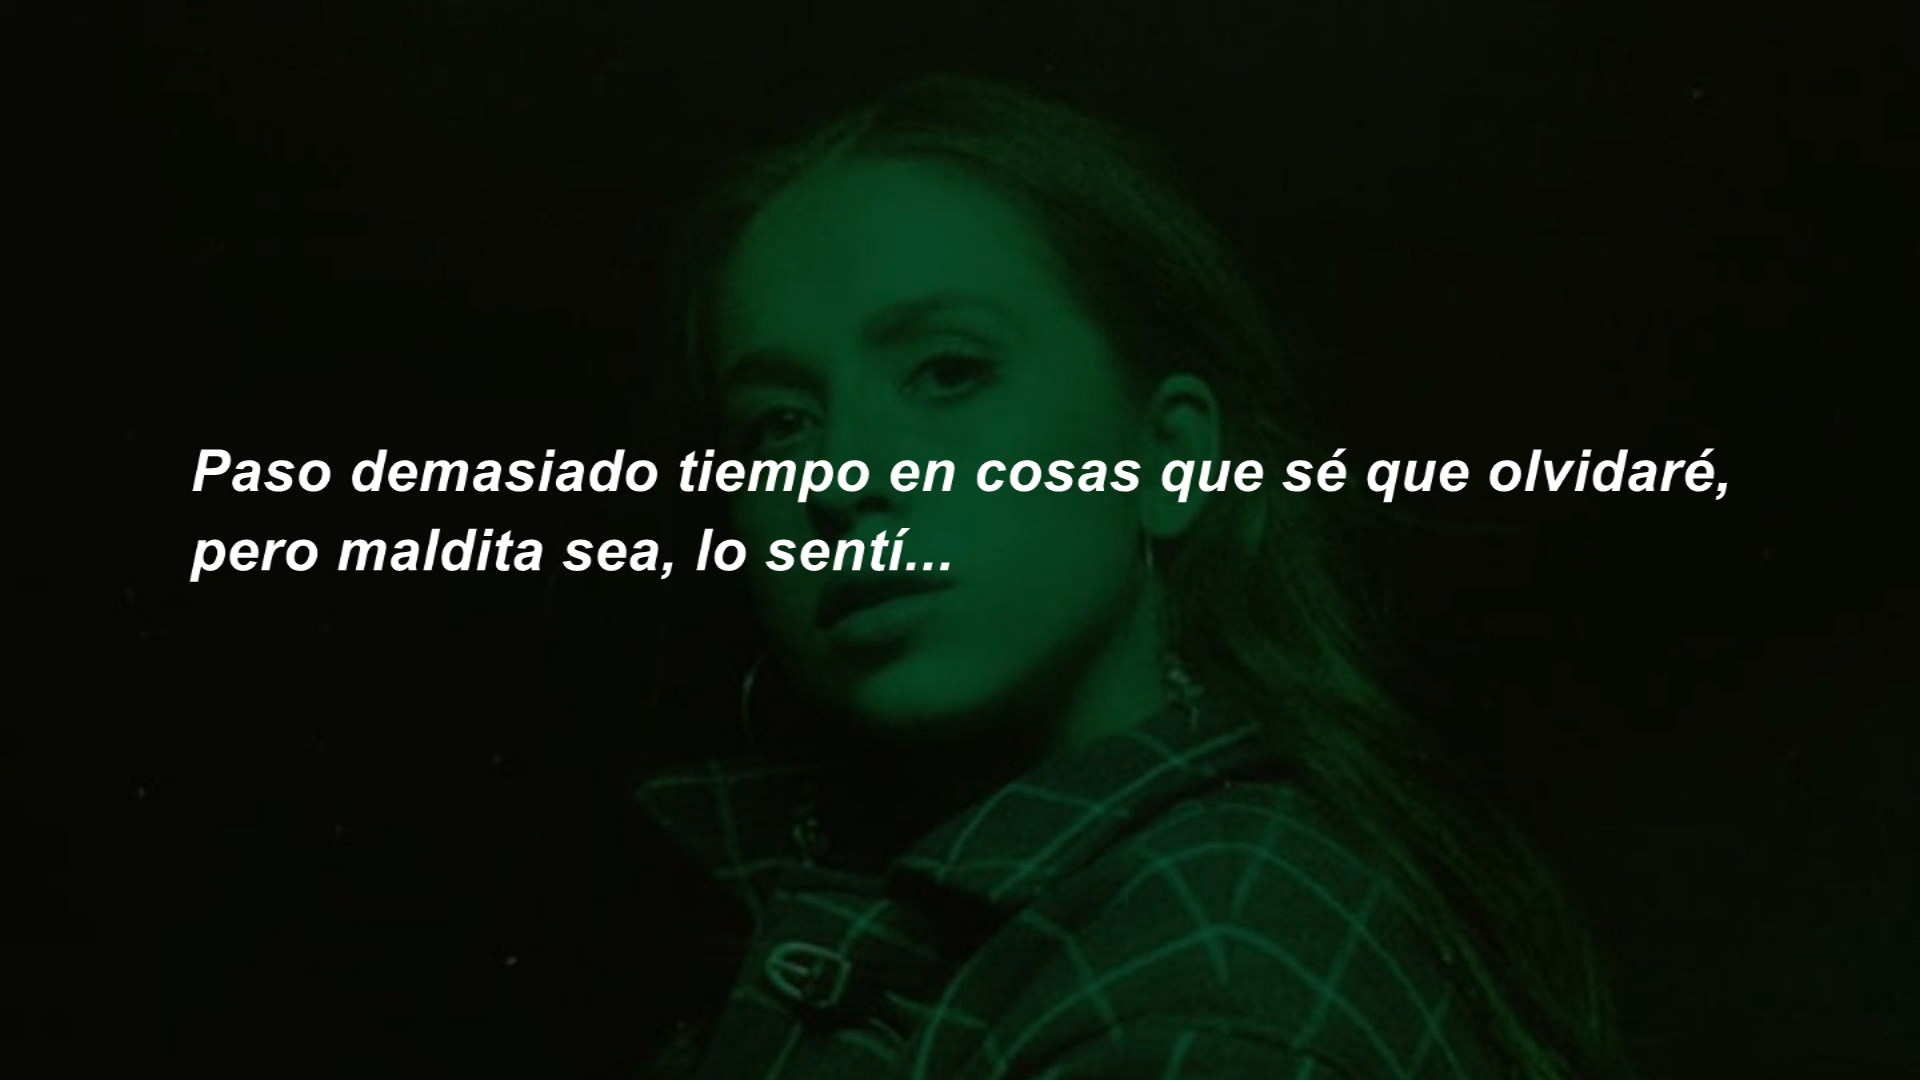 Paso demasiado tiempo en cosas que sé que olvidaré,
pero maldita sea, lo sentí...